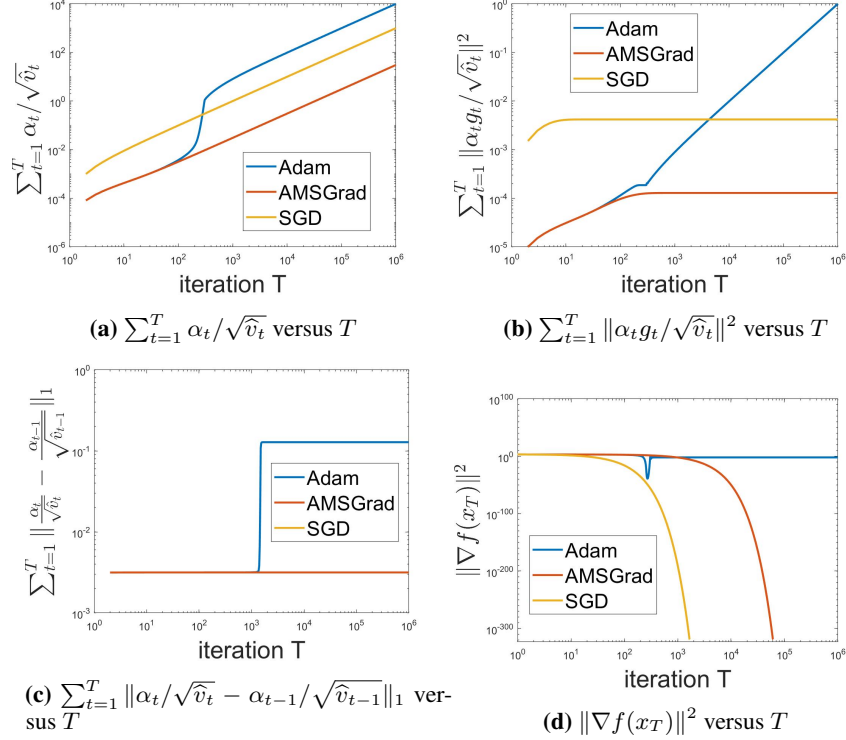 10^4
10^2
10^0
10^-2
10^-4
10^-6
∑_{t=1}^T α_t/√v̂_t
Adam
AMSGrad
SGD
10^0 10^1 10^2 10^3 10^4 10^5 10^6
iteration T
(a) ∑_{t=1}^T α_t/√v̂_t versus T
10^0
10^-1
10^-2
10^-3
10^-4
10^-5
∑_{t=1}^T ‖α_t g_t/√v̂_t‖^2
Adam
AMSGrad
SGD
10^0 10^1 10^2 10^3 10^4 10^5 10^6
iteration T
(b) ∑_{t=1}^T ‖α_t g_t/√v̂_t‖^2 versus T
10^0
10^-1
10^-2
10^-3
∑_{t=1}^T ‖α_t/√v̂_t − α_{t−1}/√v̂_{t−1}‖_1
Adam
AMSGrad
SGD
10^0 10^1 10^2 10^3 10^4 10^5 10^6
iteration T
(c) ∑_{t=1}^T ‖α_t/√v̂_t − α_{t−1}/√v̂_{t−1}‖_1 ver-
sus T
10^100
10^0
10^-100
10^-200
10^-300
‖∇f(x_T)‖^2
Adam
AMSGrad
SGD
10^0 10^1 10^2 10^3 10^4 10^5 10^6
iteration T
(d) ‖∇f(x_T)‖^2 versus T